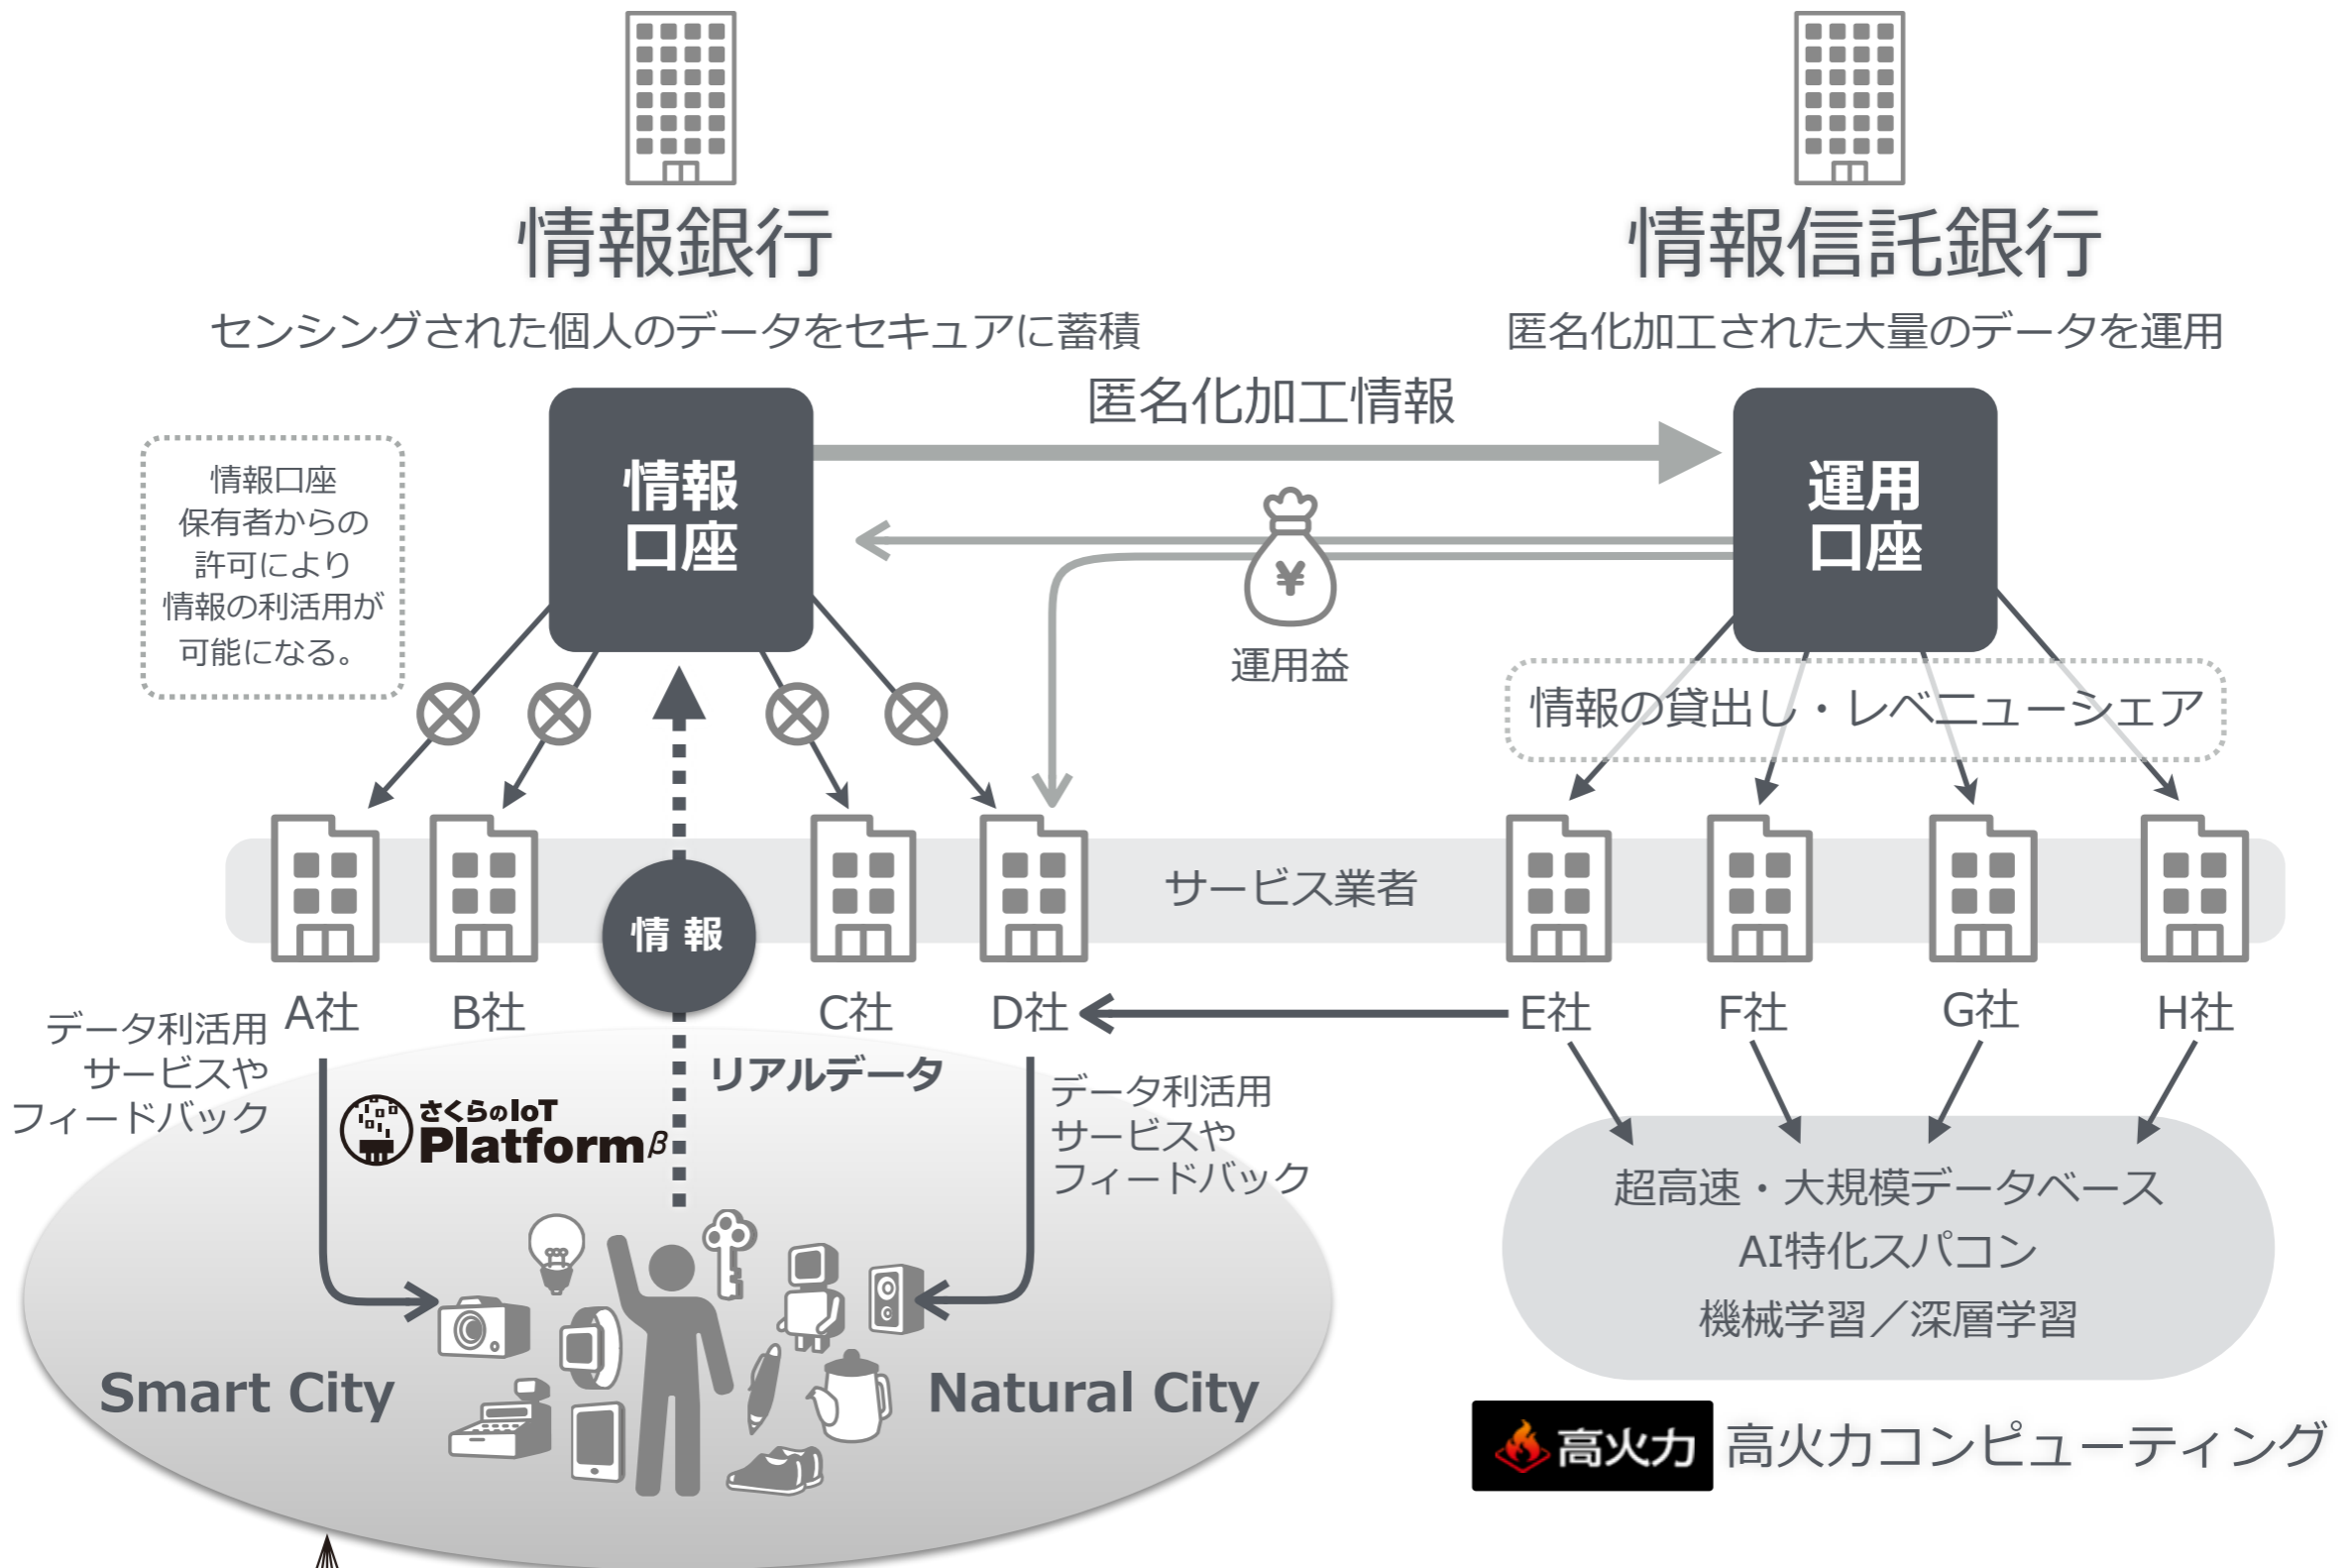 情報銀行
センシングされた個人のデータをセキュアに蓄積
情報信託銀行
匿名化加工された大量のデータを運用
匿名化加工情報
情報
口座
運用
口座
情報口座
保有者からの
許可により
情報の利活用が
可能になる。
¥
運用益
情報の貸出し・レベニューシェア
サービス業者
情 報
A社
B社
C社
D社
E社
F社
G社
H社
データ利活用
サービスや
フィードバック
リアルデータ
さくらのIoT
Platformβ
データ利活用
サービスや
フィードバック
Smart City
Natural City
超高速・大規模データベース
AI特化スパコン
機械学習／深層学習
高火力
高火力コンピューティング